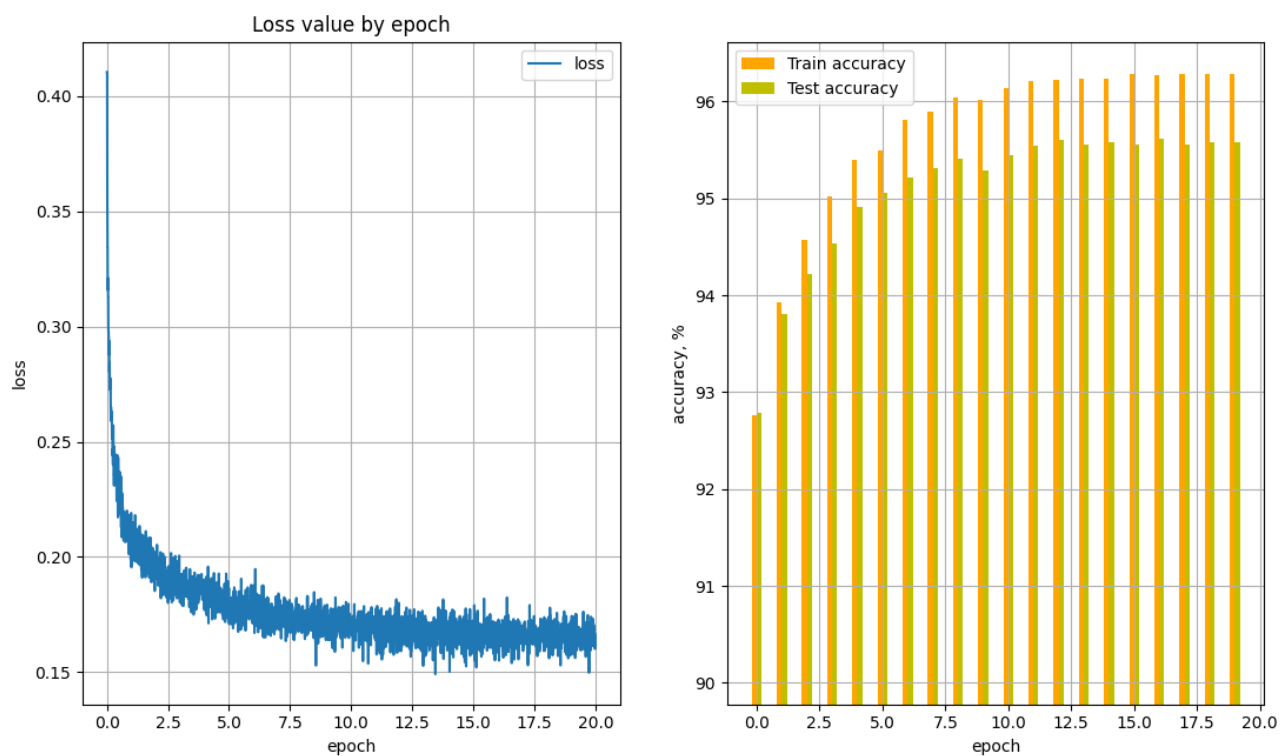 Loss value by epoch
loss
0.40
0.35
0.30
0.25
0.20
0.15
loss
0.0 2.5 5.0 7.5 10.0 12.5 15.0 17.5 20.0
epoch
Train accuracy
Test accuracy
96
95
94
93
92
91
90
accuracy, %
0.0 2.5 5.0 7.5 10.0 12.5 15.0 17.5 20.0
epoch